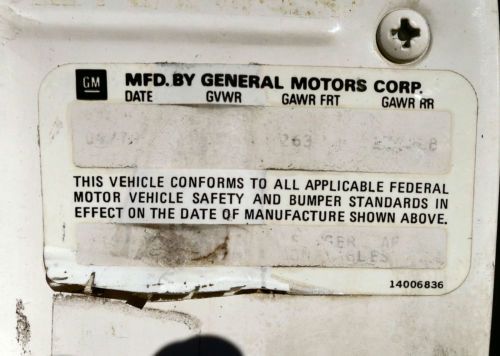 GM MFD. BY GENERAL MOTORS CORP.
DATE GVWR GAWR FRT GAWR RR
263
THIS VEHICLE CONFORMS TO ALL APPLICABLE FEDERAL
MOTOR VEHICLE SAFETY AND BUMPER STANDARDS IN
EFFECT ON THE DATE OF MANUFACTURE SHOWN ABOVE.
14006836